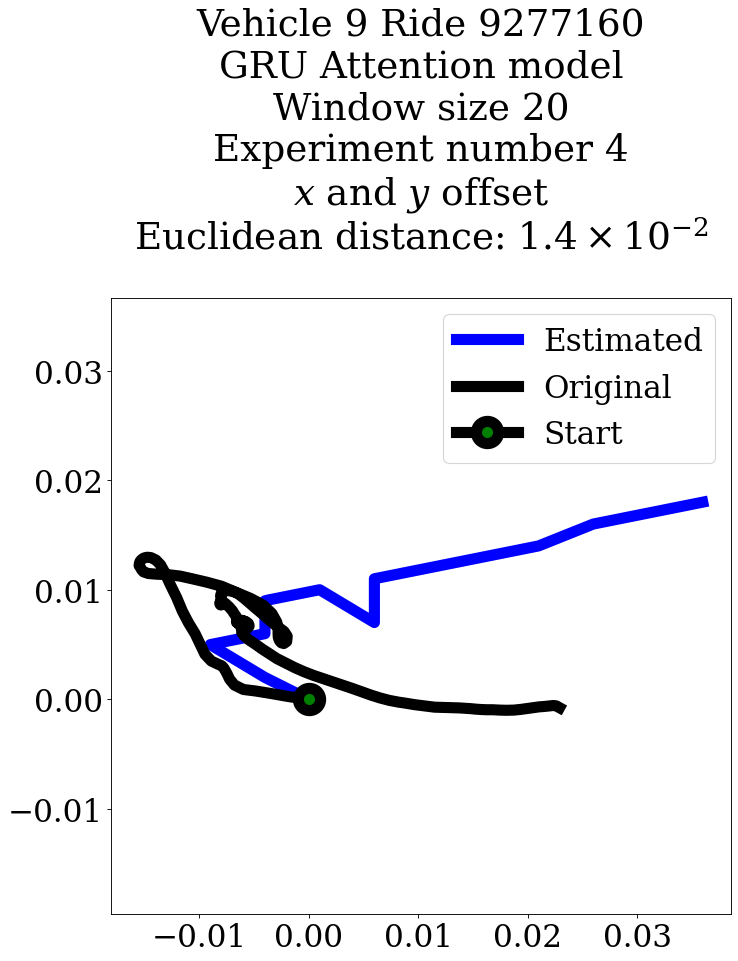 Vehicle 9 Ride 9277160
GRU Attention model
Window size 20
Experiment number 4
x and y offset
Euclidean distance: 1.4 × 10⁻²
Estimated
Original
Start
0.03
0.02
0.01
0.00
−0.01
−0.01 0.00 0.01 0.02 0.03